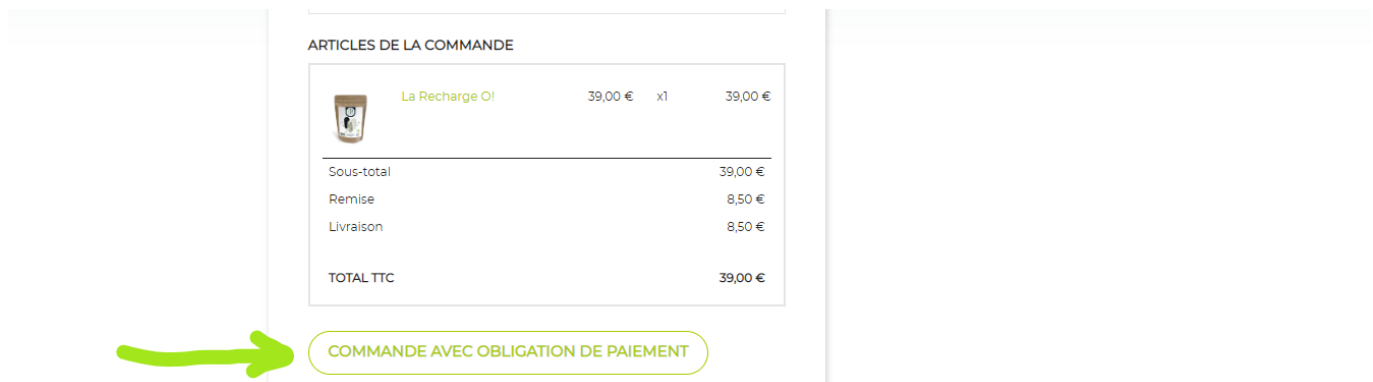 ARTICLES DE LA COMMANDE
La Recharge O! 39,00 € x1 39,00 €
Sous-total 39,00 €
Remise 8,50 €
Livraison 8,50 €
TOTAL TTC 39,00 €
COMMANDE AVEC OBLIGATION DE PAIEMENT